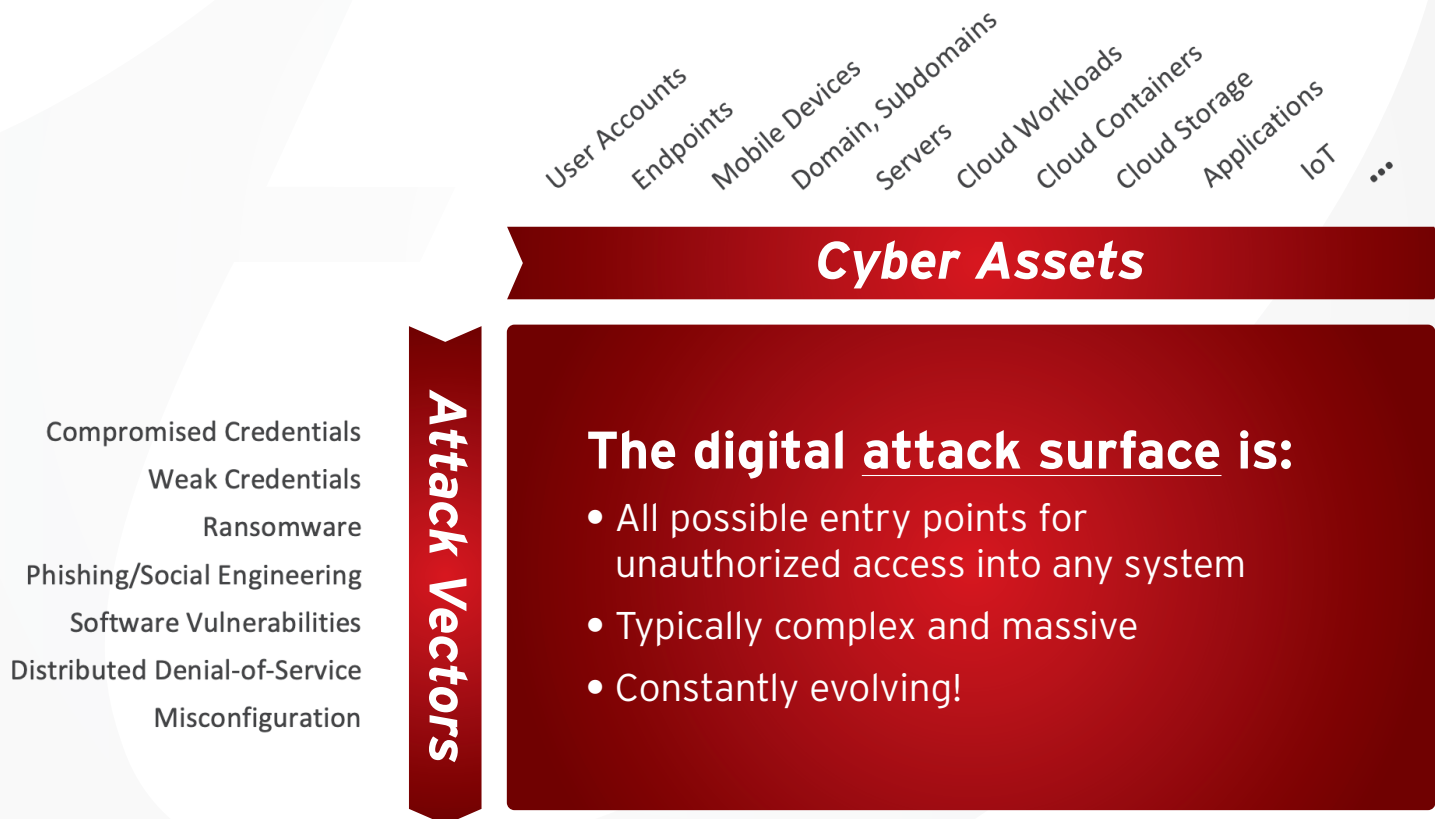 User Accounts
Endpoints
Mobile Devices
Domain, Subdomains
Servers
Cloud Workloads
Cloud Containers
Cloud Storage
Applications
IoT
...
Cyber Assets
Attack Vectors
Compromised Credentials
Weak Credentials
Ransomware
Phishing/Social Engineering
Software Vulnerabilities
Distributed Denial-of-Service
Misconfiguration
The digital attack surface is:
• All possible entry points for
unauthorized access into any system
• Typically complex and massive
• Constantly evolving!